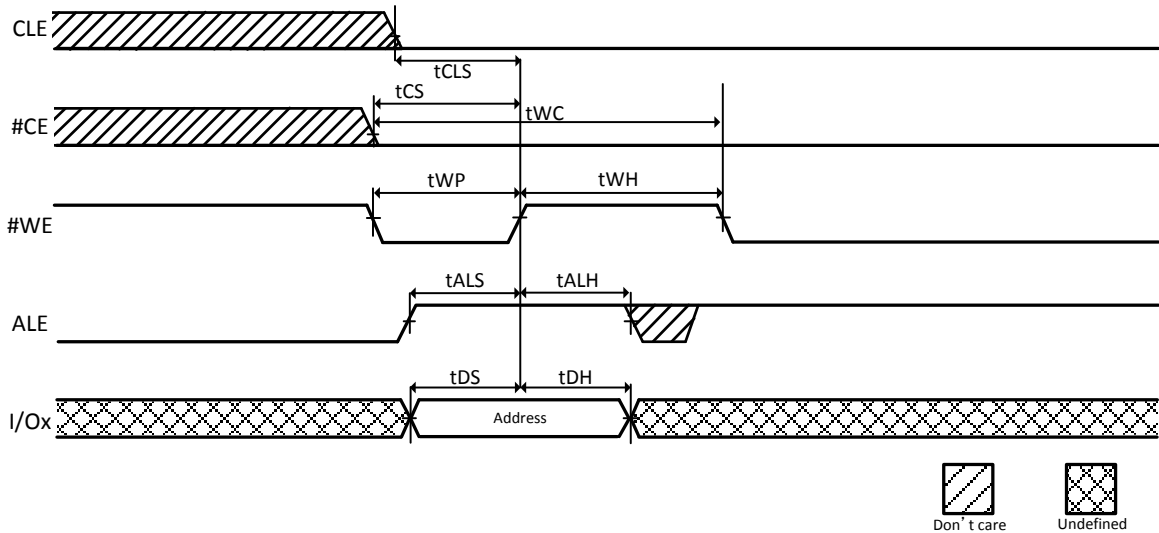 CLE
tCLS
tCS
#CE
tWC
tWP
tWH
#WE
tALS
tALH
ALE
tDS
tDH
I/Ox
Address
Don’t care
Undefined